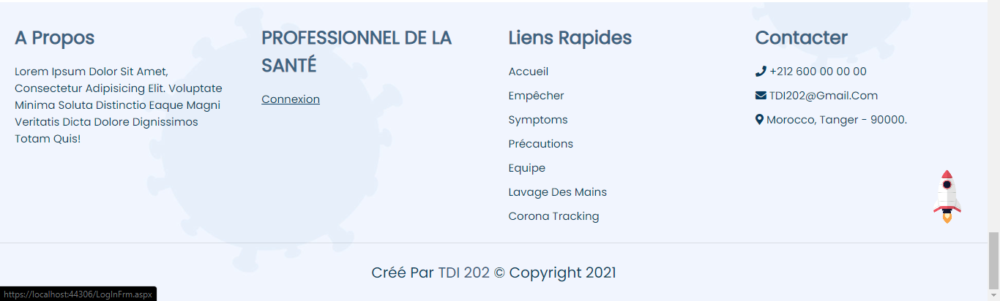 A Propos
Lorem Ipsum Dolor Sit Amet,
Consectetur Adipisicing Elit. Voluptate
Minima Soluta Distinctio Eaque Magni
Veritatis Dicta Dolore Dignissimos
Totam Quis!
PROFESSIONNEL DE LA
SANTÉ
Connexion
Liens Rapides
Accueil
Empêcher
Symptoms
Précautions
Equipe
Lavage Des Mains
Corona Tracking
Contacter
+212 600 00 00 00
TDI202@Gmail.Com
Morocco, Tanger - 90000.
Créé Par TDI 202 © Copyright 2021
https://localhost:44306/LogInFrm.aspx